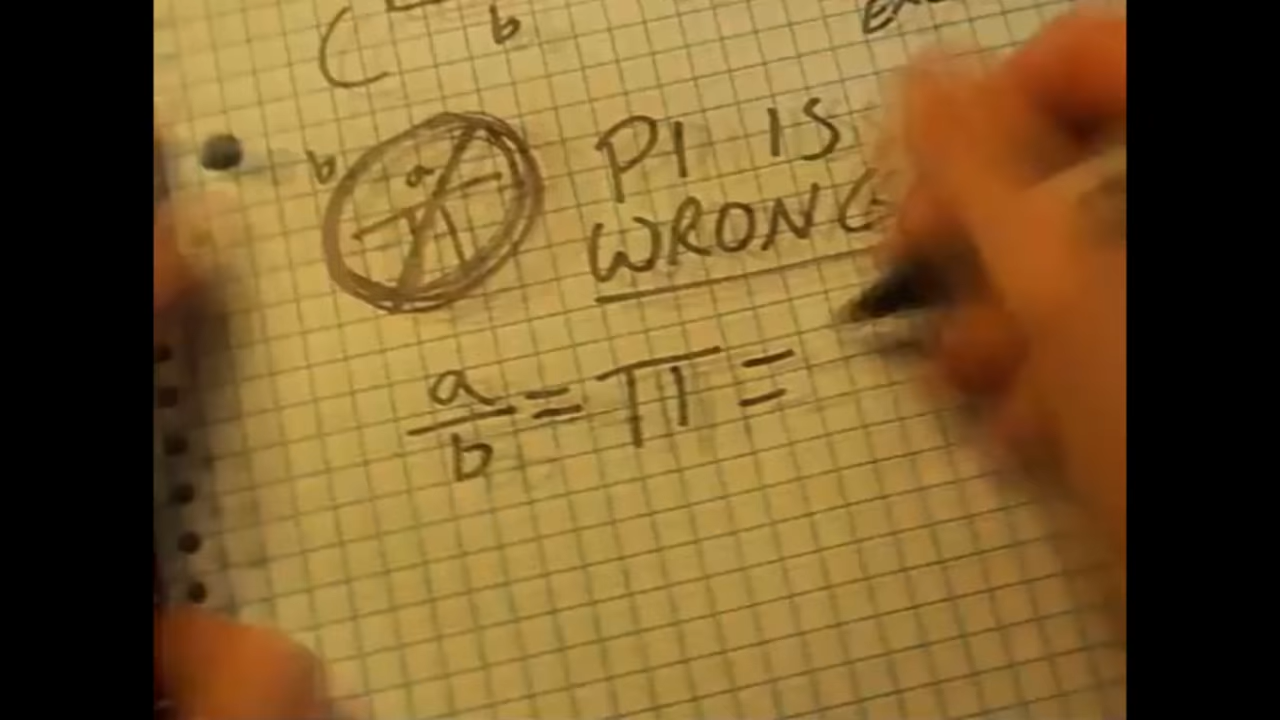 b
b
a
π
PI IS
WRONG
a/b = π =